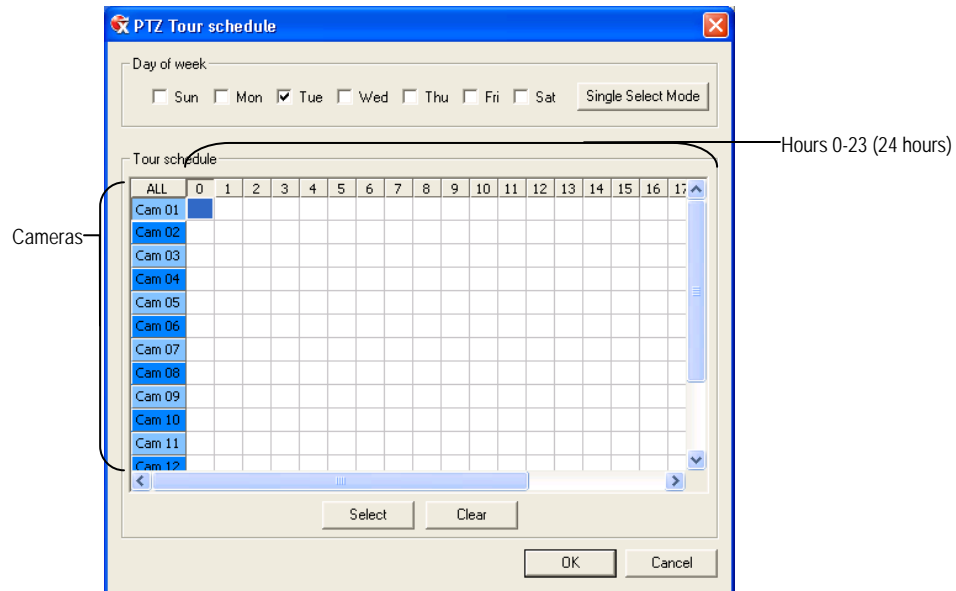 PTZ Tour schedule
Day of week
Sun Mon Tue Wed Thu Fri Sat Single Select Mode
Hours 0-23 (24 hours)
Tour schedule
ALL 0 1 2 3 4 5 6 7 8 9 10 11 12 13 14 15 16 17
Cam 01
Cameras
Cam 02
Cam 03
Cam 04
Cam 05
Cam 06
Cam 07
Cam 08
Cam 09
Cam 10
Cam 11
Cam 12
Select Clear
OK Cancel